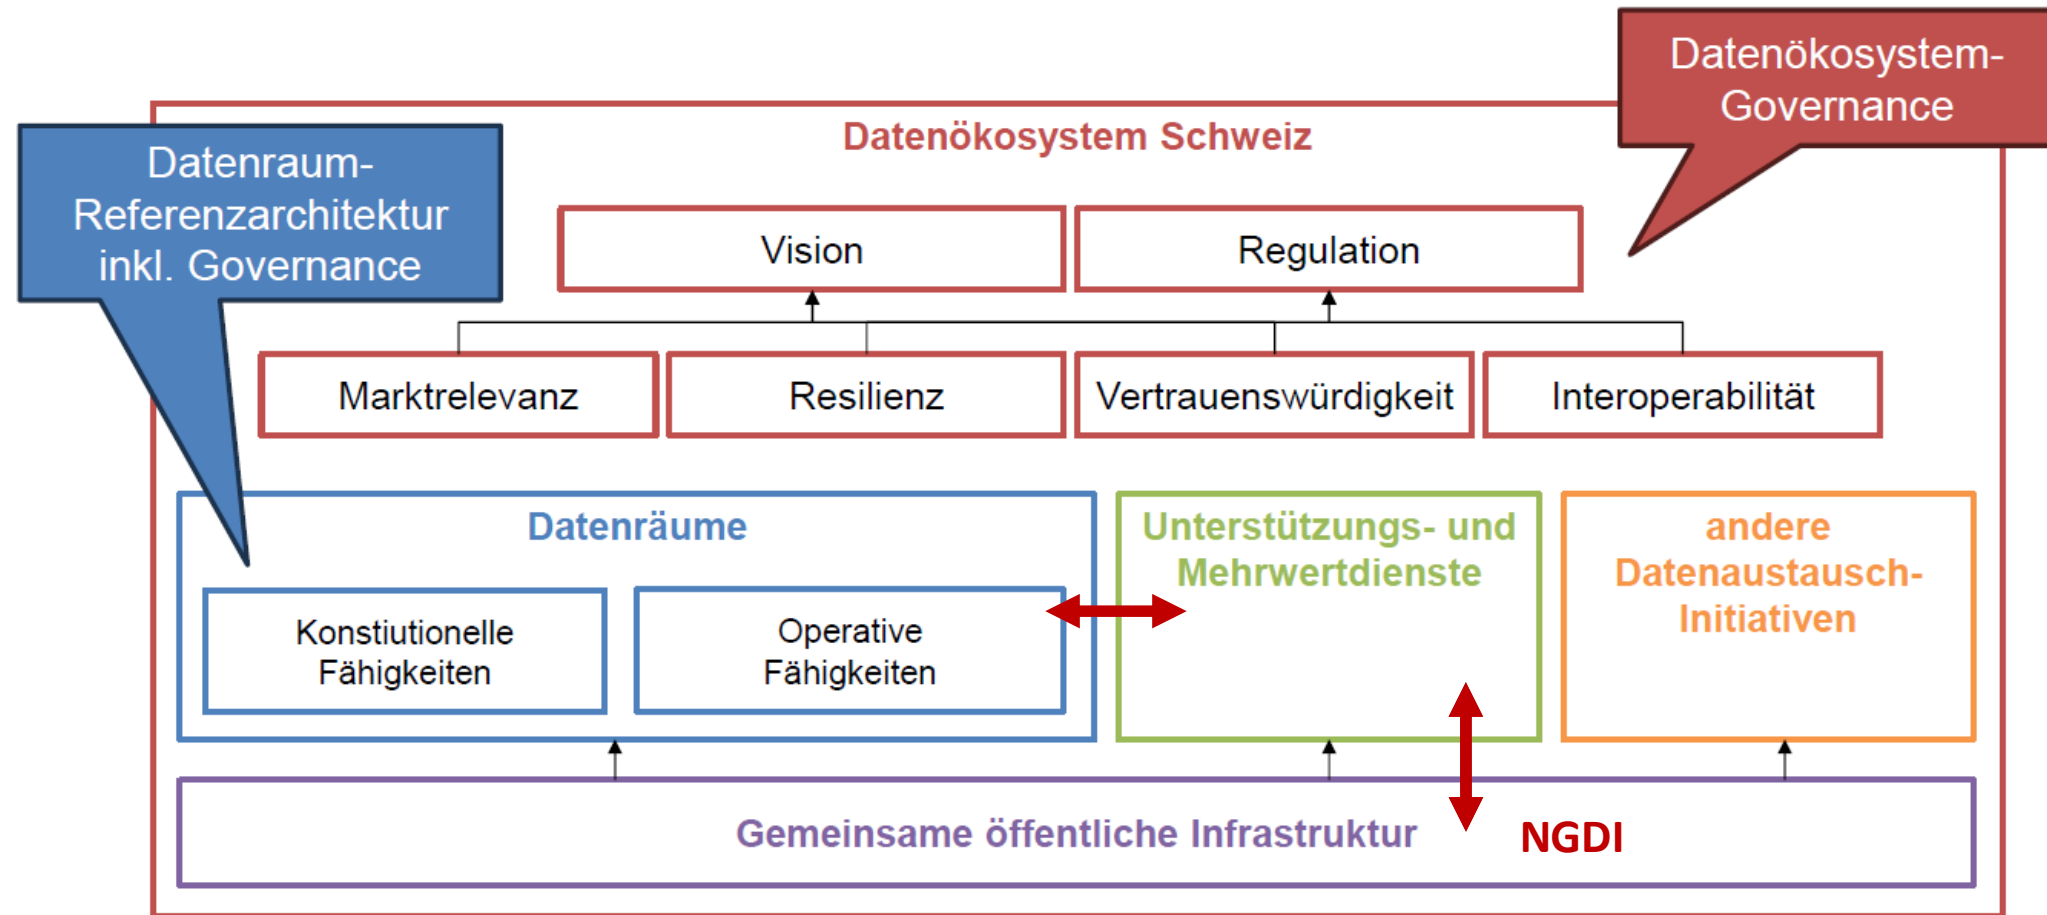 Datenökosystem-
Governance
Datenökosystem Schweiz
Datenraum-
Referenzarchitektur
inkl. Governance
Vision
Regulation
Marktrelevanz
Resilienz
Vertrauenswürdigkeit
Interoperabilität
Datenräume
Konstiutionelle
Fähigkeiten
Operative
Fähigkeiten
Unterstützungs- und
Mehrwertdienste
andere
Datenaustausch-
Initiativen
Gemeinsame öffentliche Infrastruktur
NGDI